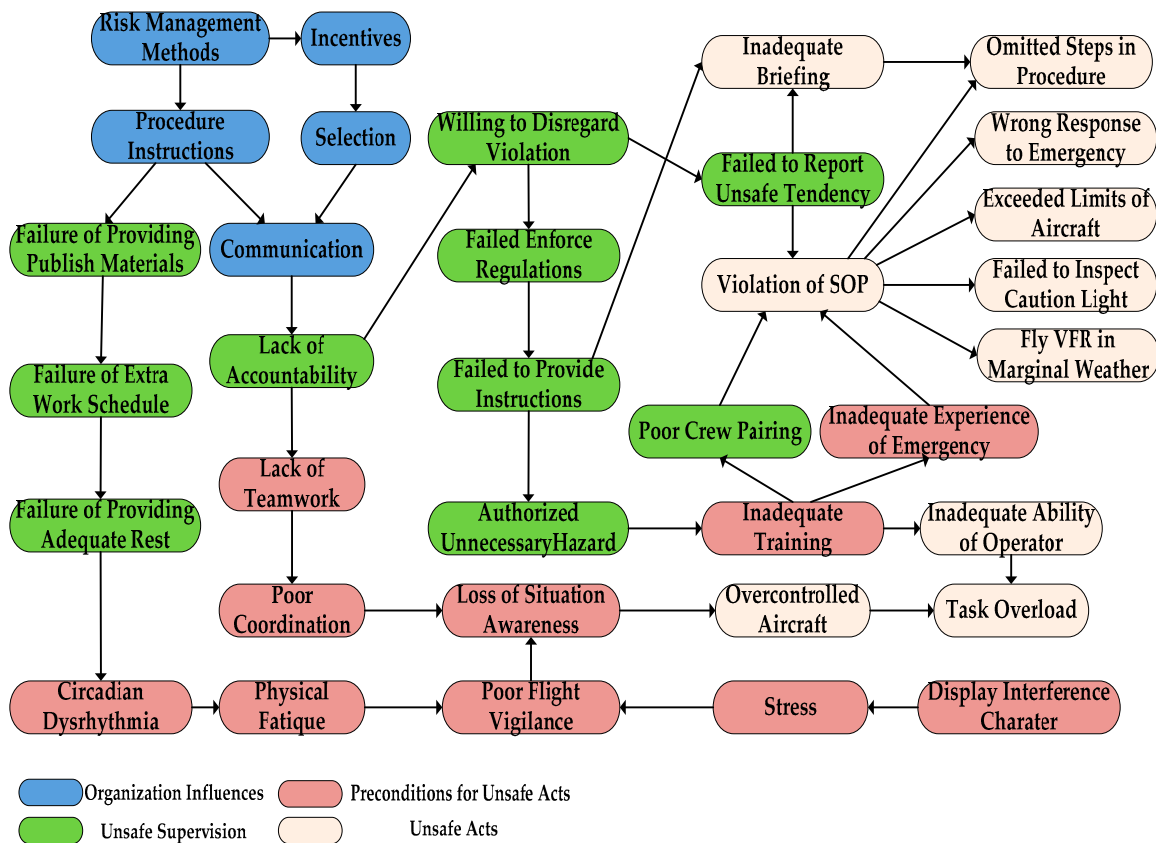 Risk Management
Methods
Incentives
Inadequate
Briefing
Omitted Steps in
Procedure
Procedure
Instructions
Selection
Willing to Disregard
Violation
Wrong Response
to Emergency
Failed to Report
Unsafe Tendency
Exceeded Limits of
Aircraft
Failure of Providing
Publish Materials
Communication
Failed Enforce
Regulations
Violation of SOP
Failed to Inspect
Caution Light
Lack of
Accountability
Fly VFR in
Marginal Weather
Failure of Extra
Work Schedule
Failed to Provide
Instructions
Poor Crew Pairing
Inadequate Experience
of Emergency
Lack of
Teamwork
Failure of Providing
Adequate Rest
Authorized
UnnecessaryHazard
Inadequate
Training
Inadequate Ability
of Operator
Poor
Coordination
Loss of Situation
Awareness
Overcontrolled
Aircraft
Task Overload
Circadian
Dysrhythmia
Physical
Fatique
Poor Flight
Vigilance
Stress
Display Interference
Charater
Organization Influences
Preconditions for Unsafe Acts
Unsafe Supervision
Unsafe Acts